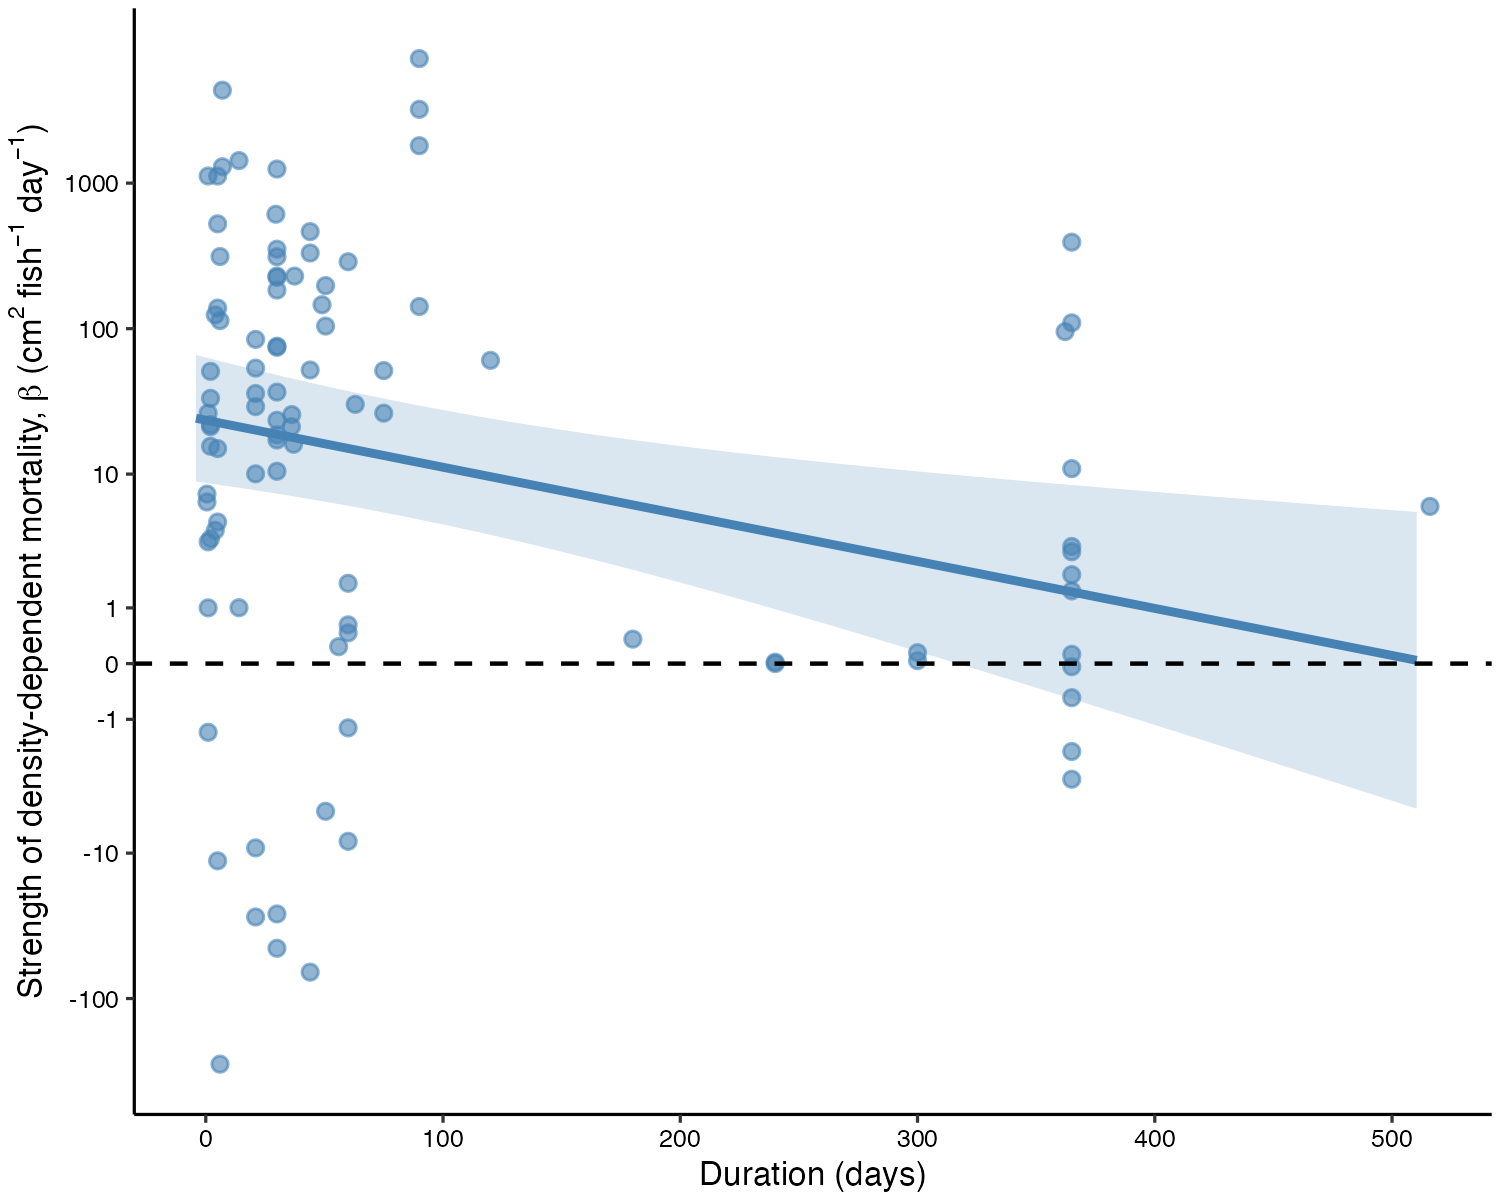 Strength of density-dependent mortality, β (cm² fish⁻¹ day⁻¹)
1000
100
10
1
0
-1
-10
-100
0 100 200 300 400 500
Duration (days)